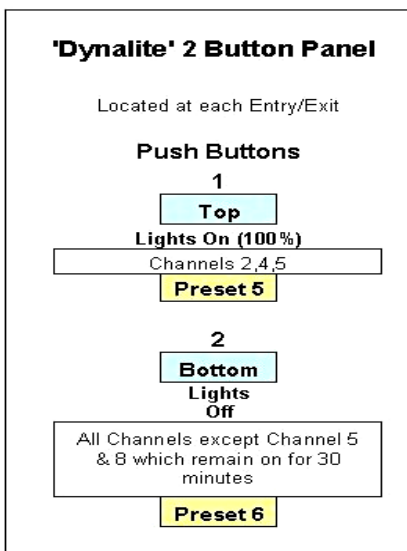 'Dynalite' 2 Button Panel
Located at each Entry/Exit
Push Buttons
1
Top
Lights On (100%)
Channels 2,4,5
Preset 5
2
Bottom
Lights
Off
All Channels except Channel 5
& 8 which remain on for 30
minutes
Preset 6